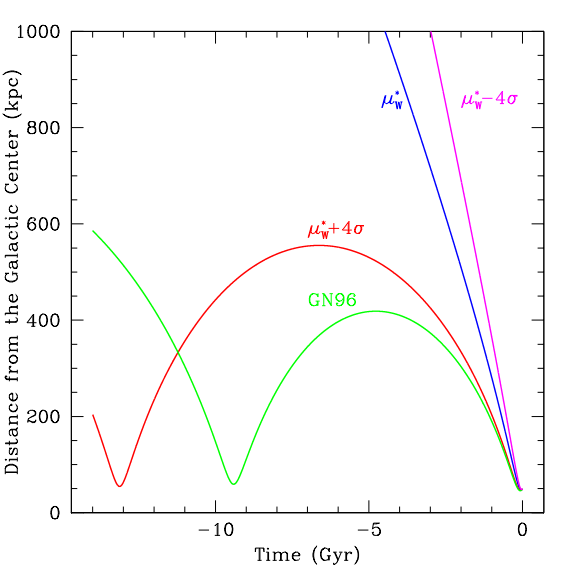 1000
800
600
400
200
0
−10
−5
0
Time (Gyr)
Distance from the Galactic Center (kpc)
μ*W
μ*W−4σ
μ*W+4σ
GN96